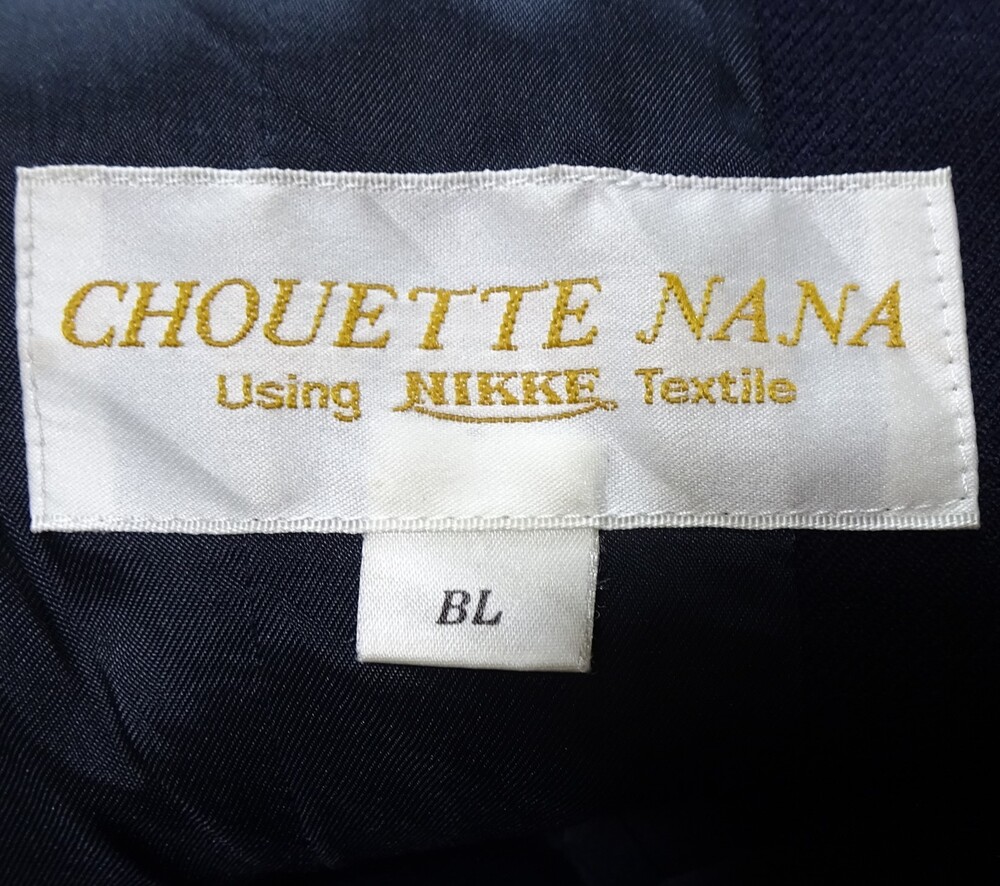 CHOUETTE NANA
Using NIKKE Textile
BL